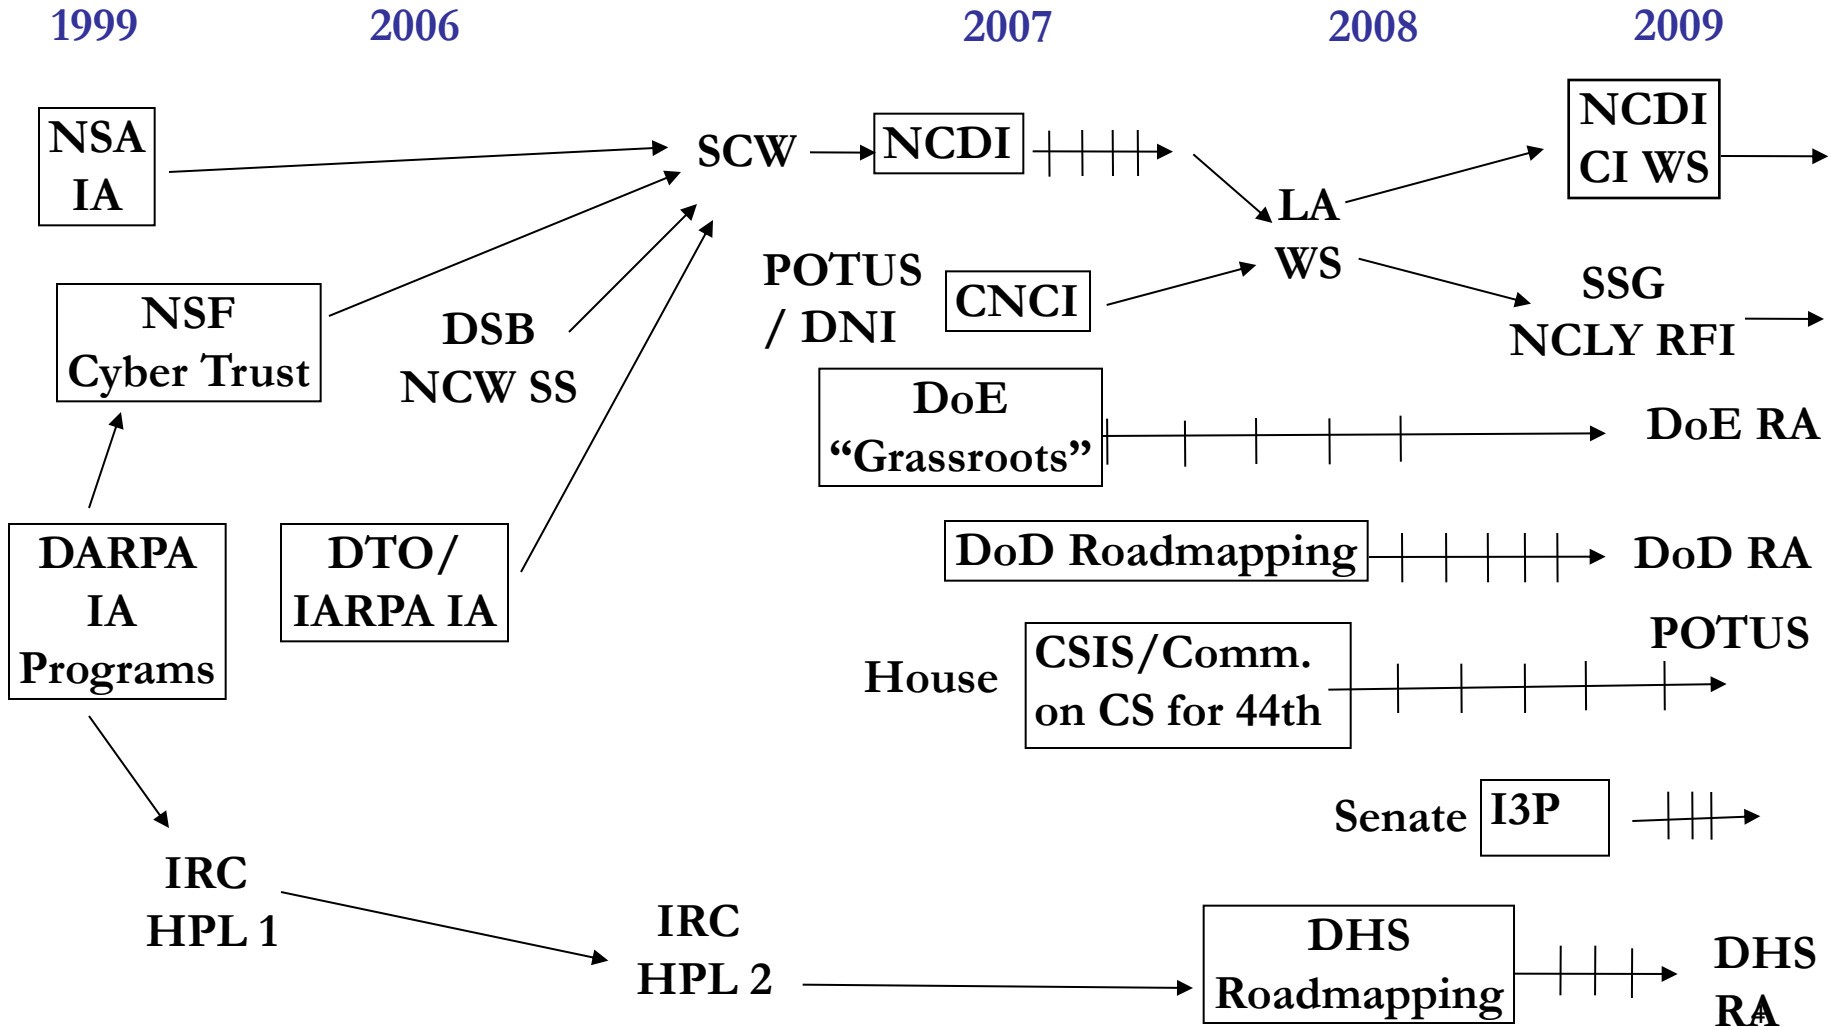 1999
2006
2007
2008
2009
NSA
IA
SCW
NCDI
NCDI
CI WS
LA
WS
NSF
Cyber Trust
DSB
NCW SS
POTUS
/ DNI
CNCI
SSG
NCLY RFI
DoE
“Grassroots”
DoE RA
DARPA
IA
Programs
DTO/
IARPA IA
DoD Roadmapping
DoD RA
House
CSIS/Comm.
on CS for 44th
POTUS
Senate
I3P
IRC
HPL 1
IRC
HPL 2
DHS
Roadmapping
DHS
RA